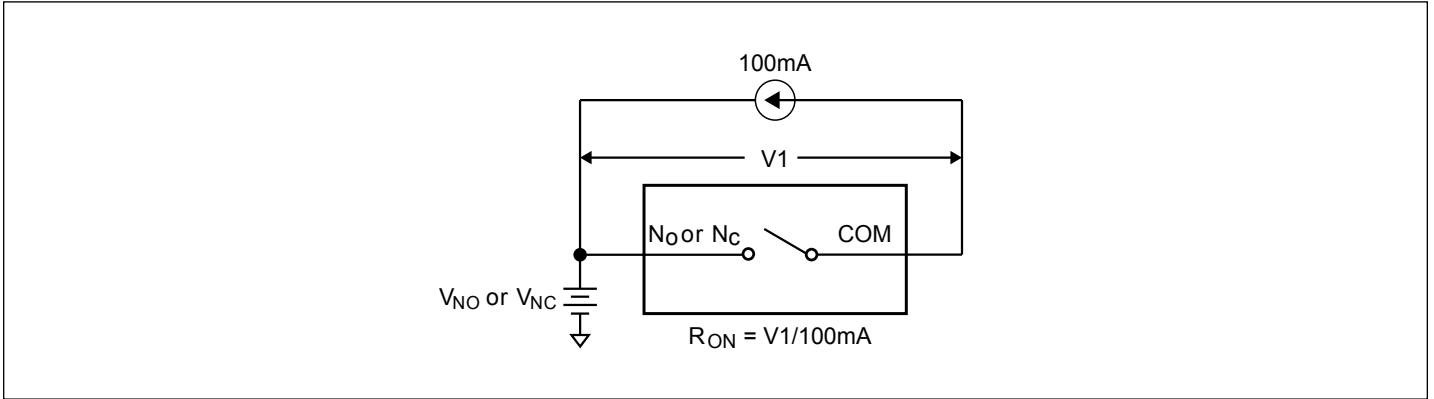 100mA
V1
NO or NC
COM
VNO or VNC
RON = V1/100mA